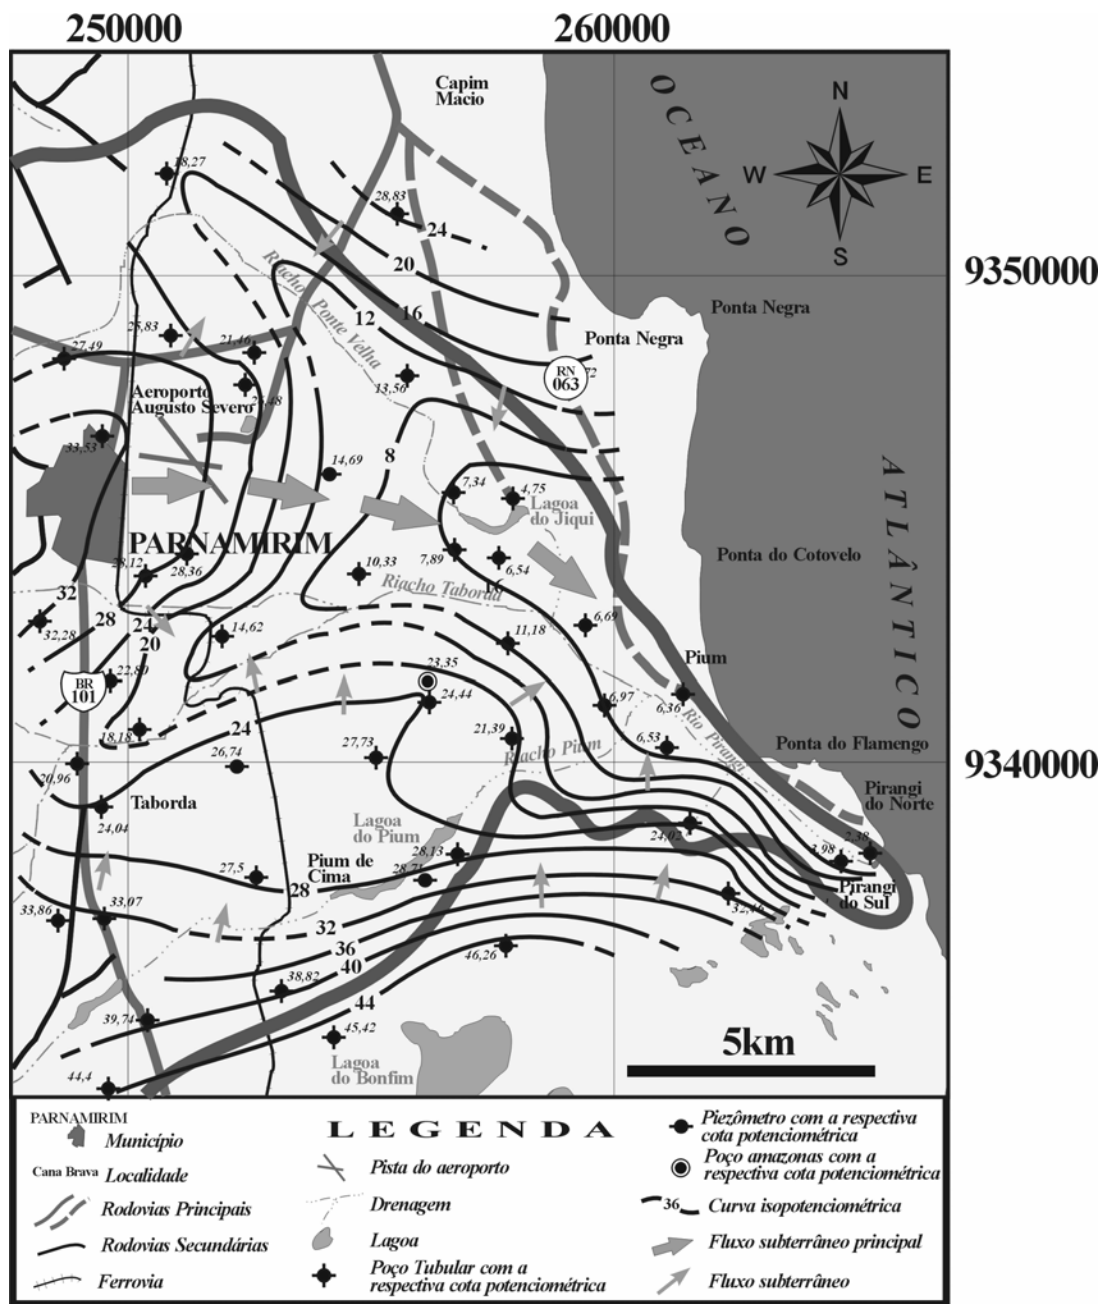 250000
260000
Capim
Macio
OCEANO
N
W
E
S
18,27
28,83
24
20
9350000
Riacho Ponte Velha
Ponta Negra
12
16
25,83
27,49
21,46
Ponta Negra
RN
063
72
13,56
Aeroporto
Augusto Severo
33,53
8
14,69
ATLÂNTICO
7,34
4,75
Lagoa
do Jiqui
PARNAMIRIM
28,12
28,36
10,33
7,89
6,54
Ponta do Cotovelo
Riacho Taborda
16
32
28
24
20
32,28
14,62
11,18
6,69
Pium
22,80
BR
101
23,35
24,44
6,97
6,36
Rio Pirangi
18,18
24
26,74
27,73
21,39
Riacho Pium
6,53
Ponta do Flamengo
9340000
20,96
Taborda
24,04
Pirangi
do Norte
Lagoa
do Pium
24,02
2,38
3,98
28,13
28,71
27,5
Pium de
Cima
28
Pirangi
do Sul
33,86
33,07
32
32,46
36
40
46,26
38,82
44
39,74
45,42
5km
Lagoa
do Bonfim
44,4
LEGENDA
PARNAMIRIM
Município
Cana Brava
Localidade
Rodovias Principais
Rodovias Secundárias
Ferrovia
Pista do aeroporto
Drenagem
Lagoa
Poço Tubular com a
respectiva cota potenciométrica
Piezômetro com a respectiva
cota potenciométrica
Poço amazonas com a
respectiva cota potenciométrica
36
Curva isopotenciométrica
Fluxo subterrâneo principal
Fluxo subterrâneo